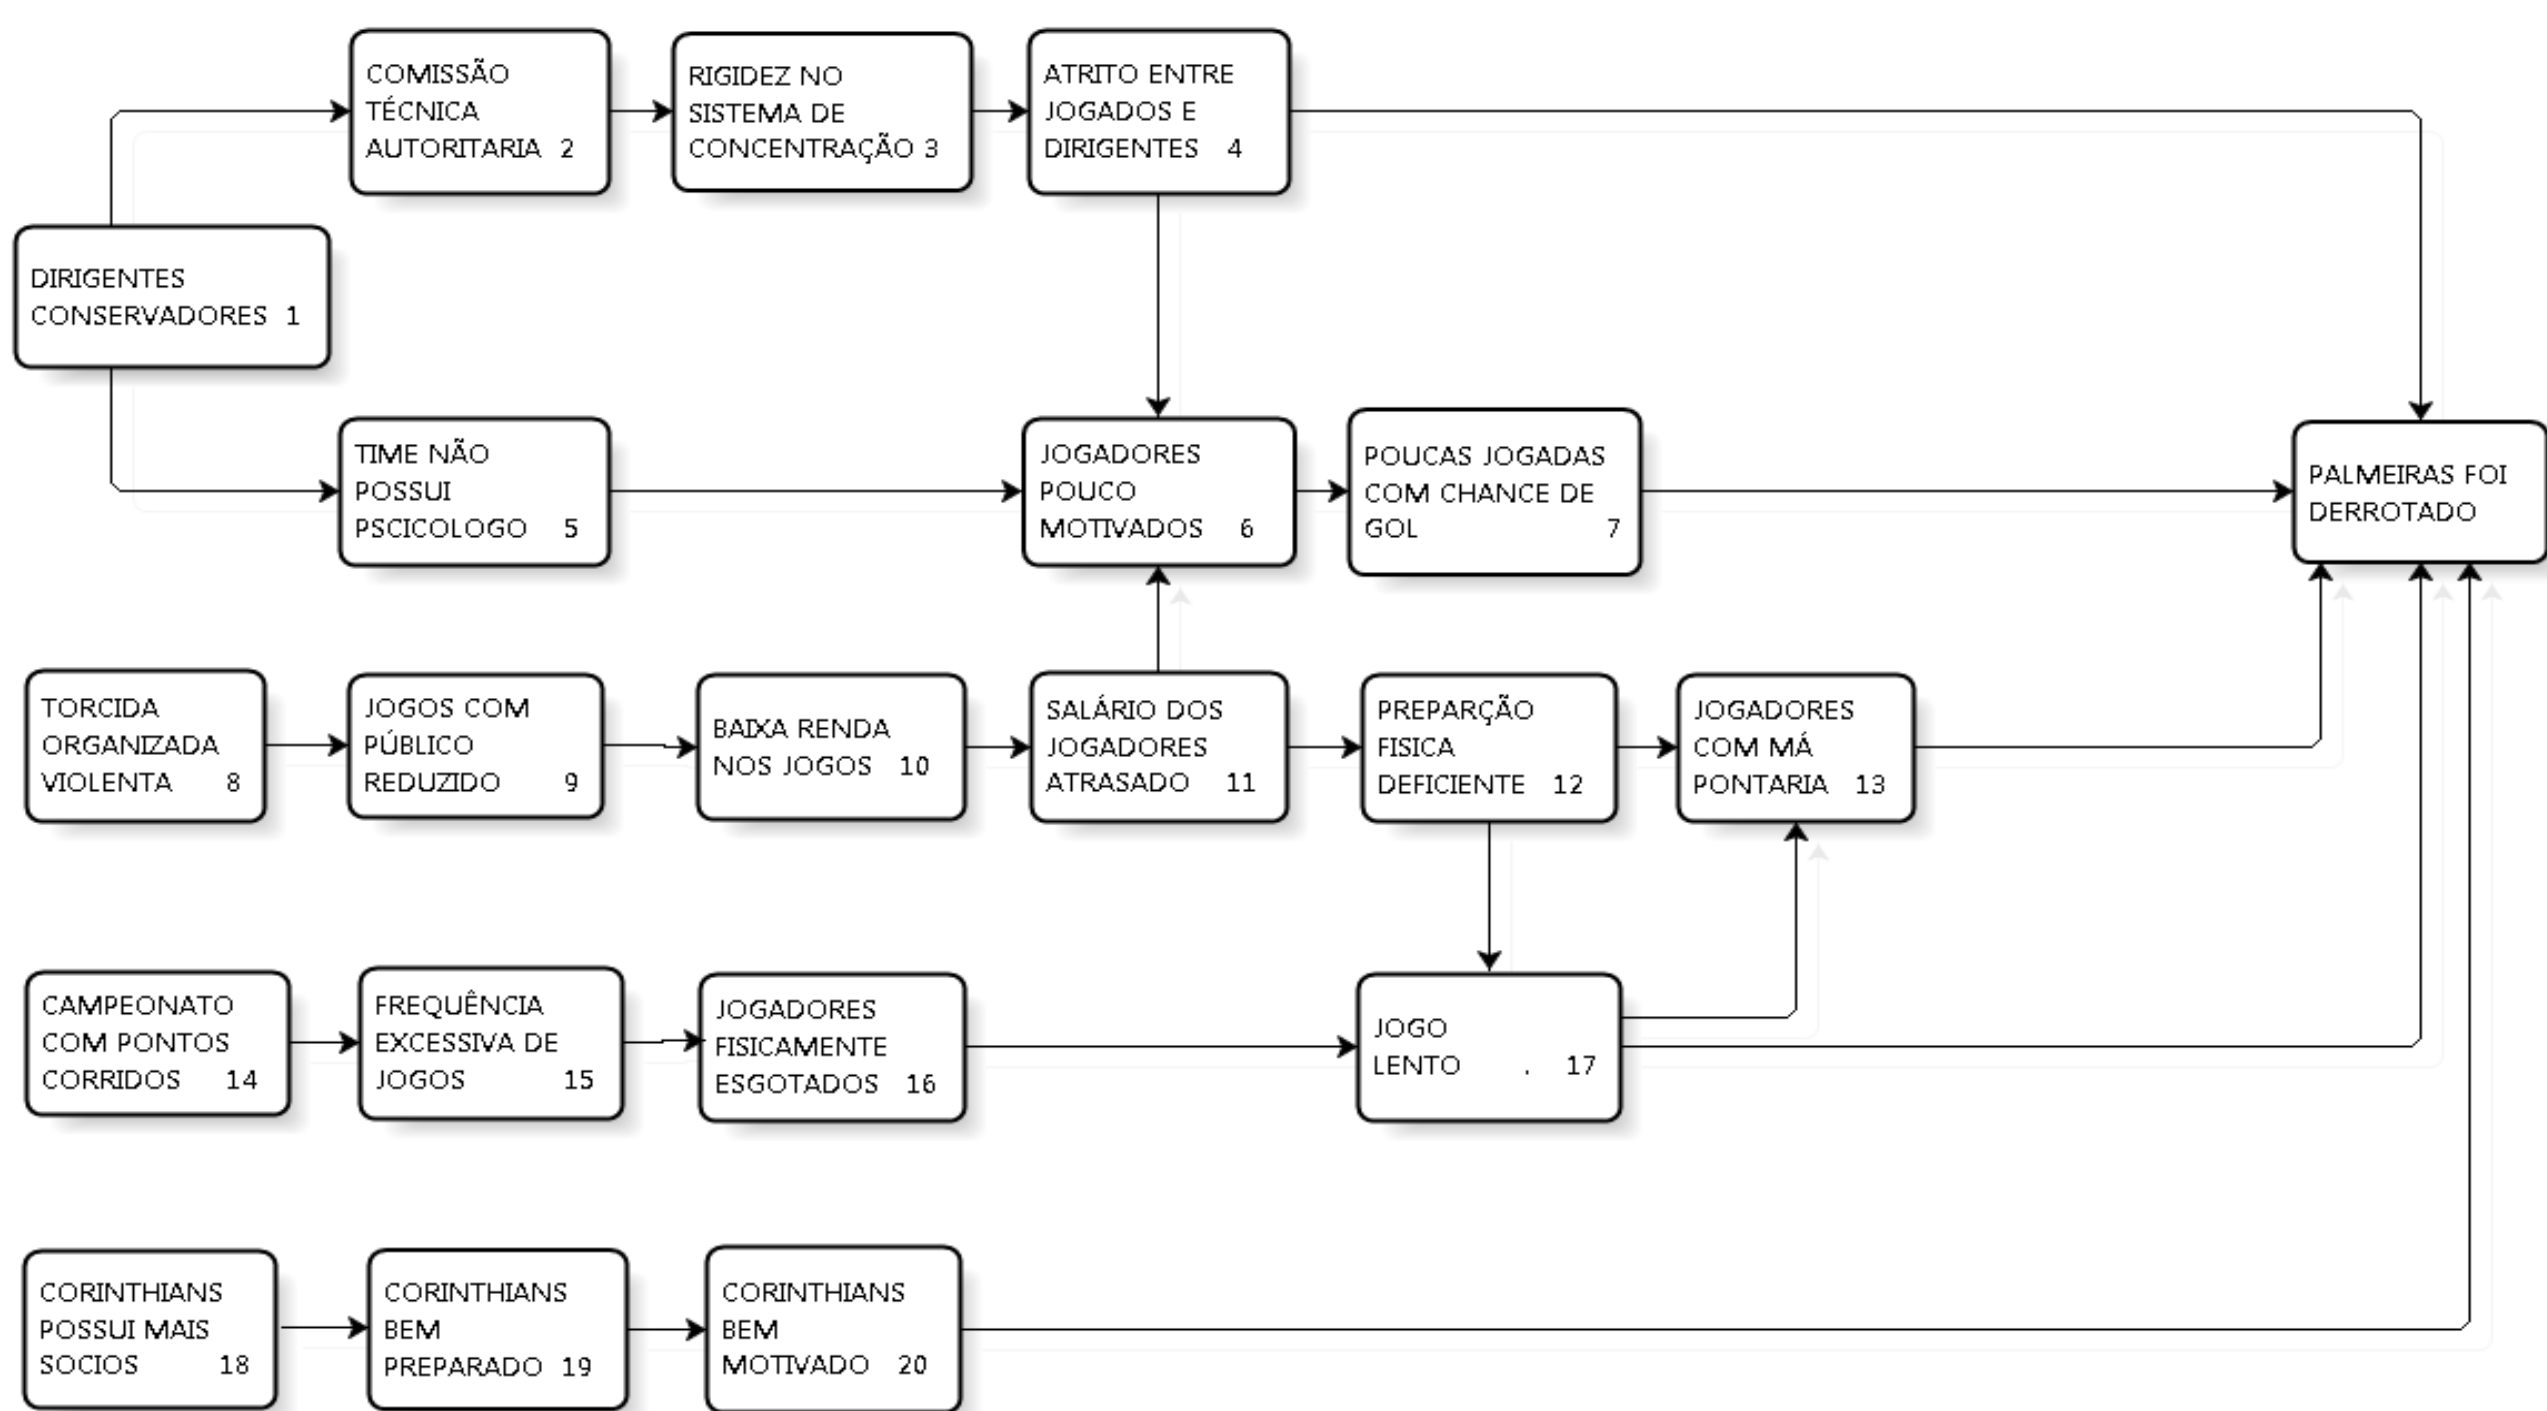 COMISSÃO
TÉCNICA
AUTORITARIA 2
RIGIDEZ NO
SISTEMA DE
CONCENTRAÇÃO 3
ATRITO ENTRE
JOGADOS E
DIRIGENTES 4
DIRIGENTES
CONSERVADORES 1
TIME NÃO
POSSUI
PSCICOLOGO 5
JOGADORES
POUCO
MOTIVADOS 6
POUCAS JOGADAS
COM CHANCE DE
GOL 7
PALMEIRAS FOI
DERROTADO
TORCIDA
ORGANIZADA
VIOLENTA 8
JOGOS COM
PÚBLICO
REDUZIDO 9
BAIXA RENDA
NOS JOGOS 10
SALÁRIO DOS
JOGADORES
ATRASADO 11
PREPARÇÃO
FISICA
DEFICIENTE 12
JOGADORES
COM MÁ
PONTARIA 13
CAMPEONATO
COM PONTOS
CORRIDOS 14
FREQUÊNCIA
EXCESSIVA DE
JOGOS 15
JOGADORES
FISICAMENTE
ESGOTADOS 16
JOGO
LENTO . 17
CORINTHIANS
POSSUI MAIS
SOCIOS 18
CORINTHIANS
BEM
PREPARADO 19
CORINTHIANS
BEM
MOTIVADO 20